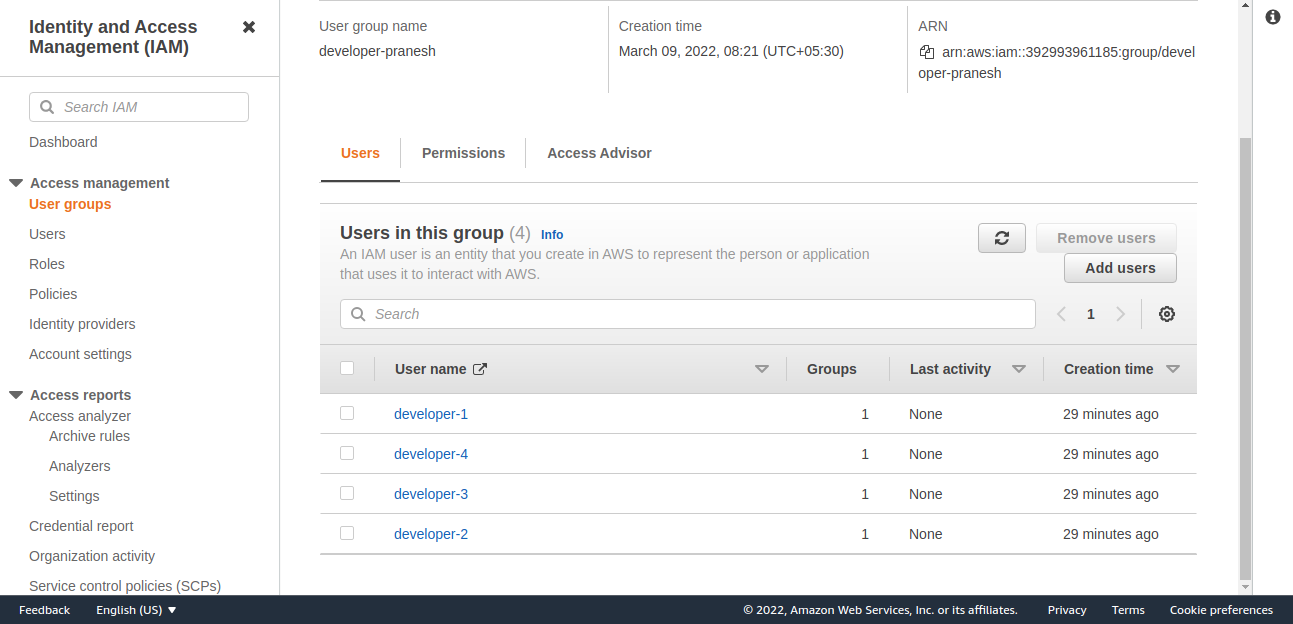 Identity and Access
Management (IAM)
Search IAM
Dashboard
Access management
User groups
Users
Roles
Policies
Identity providers
Account settings
Access reports
Access analyzer
Archive rules
Analyzers
Settings
Credential report
Organization activity
Service control policies (SCPs)
User group name
developer-pranesh
Creation time
March 09, 2022, 08:21 (UTC+05:30)
ARN
arn:aws:iam::392993961185:group/devel
oper-pranesh
Users
Permissions
Access Advisor
Users in this group (4) Info
An IAM user is an entity that you create in AWS to represent the person or application
that uses it to interact with AWS.
Remove users
Add users
Search
1
User name Groups Last activity Creation time
developer-1 1 None 29 minutes ago
developer-4 1 None 29 minutes ago
developer-3 1 None 29 minutes ago
developer-2 1 None 29 minutes ago
Feedback English (US) © 2022, Amazon Web Services, Inc. or its affiliates. Privacy Terms Cookie preferences